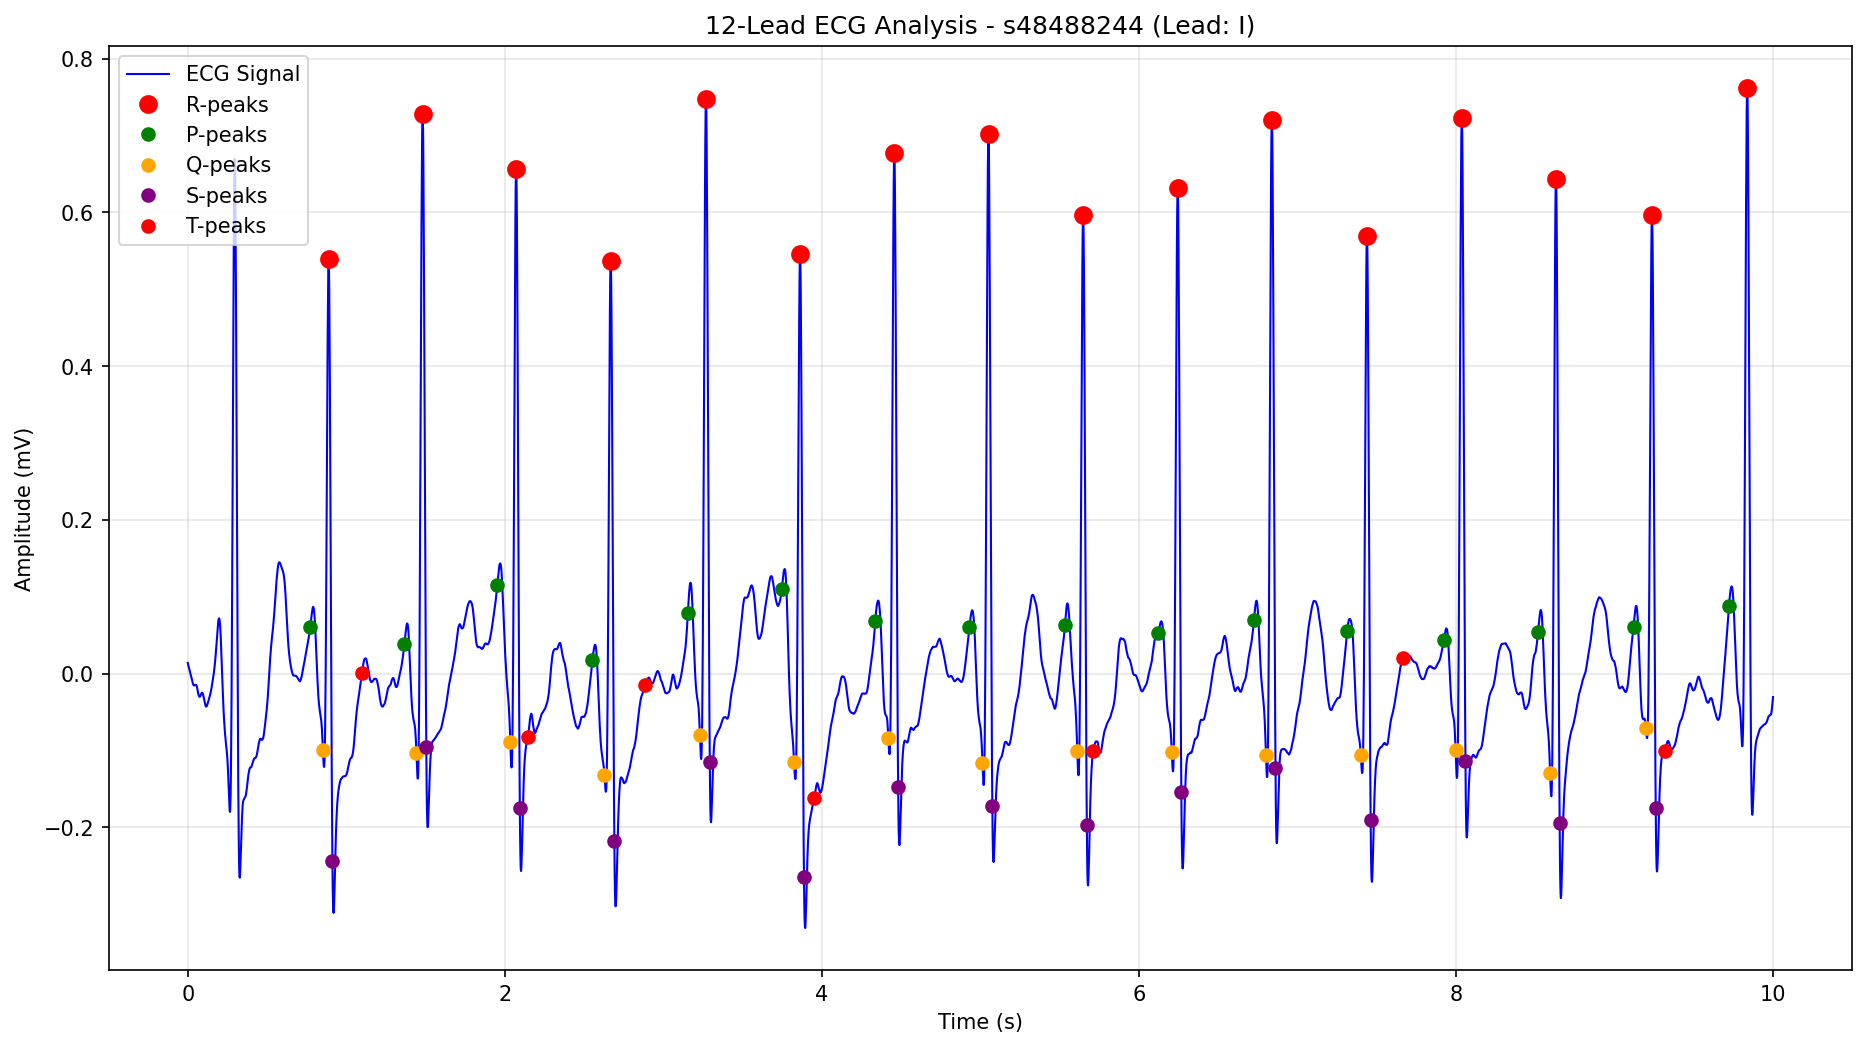 12-Lead ECG Analysis - s48488244 (Lead: I)
ECG Signal
R-peaks
P-peaks
Q-peaks
S-peaks
T-peaks
Amplitude (mV)
0.8
0.6
0.4
0.2
0.0
−0.2
0 2 4 6 8 10
Time (s)